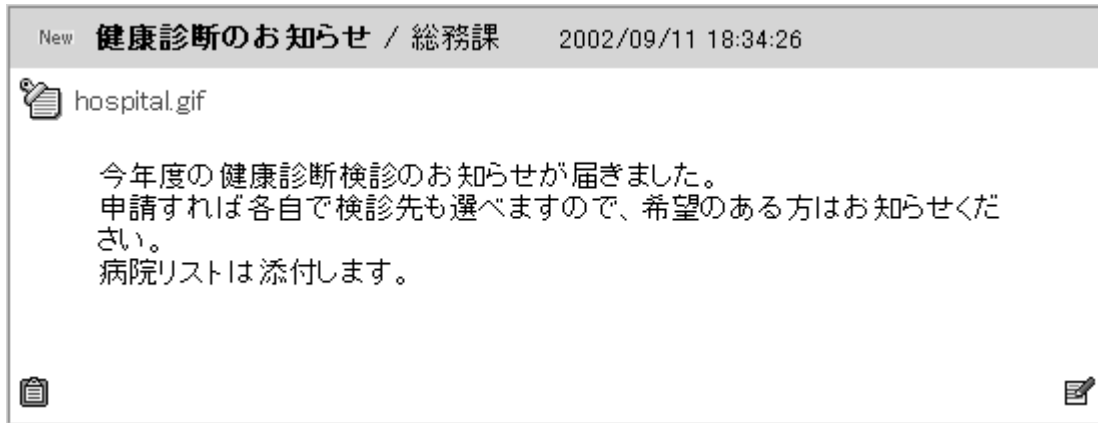 New 健康診断のお知らせ / 総務課 2002/09/11 18:34:26
hospital.gif
今年度の健康診断検診のお知らせが届きました。
申請すれば各自で検診先も選べますので、希望のある方はお知らせくだ
さい。
病院リストは添付します。